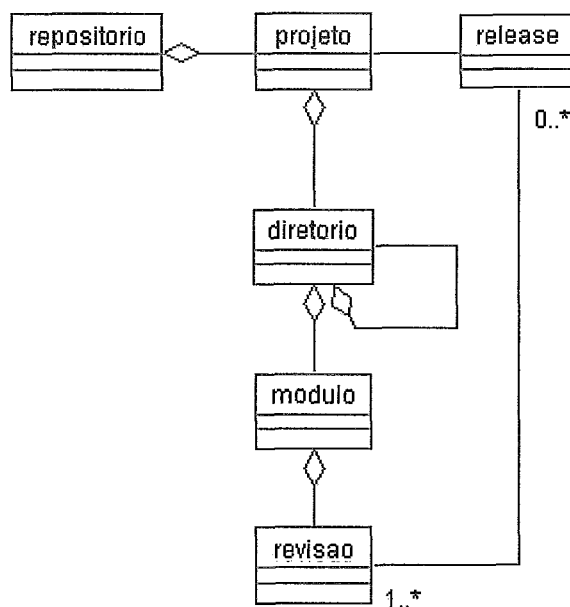 repositorio
projeto
release
0..*
diretorio
modulo
revisao
1..*